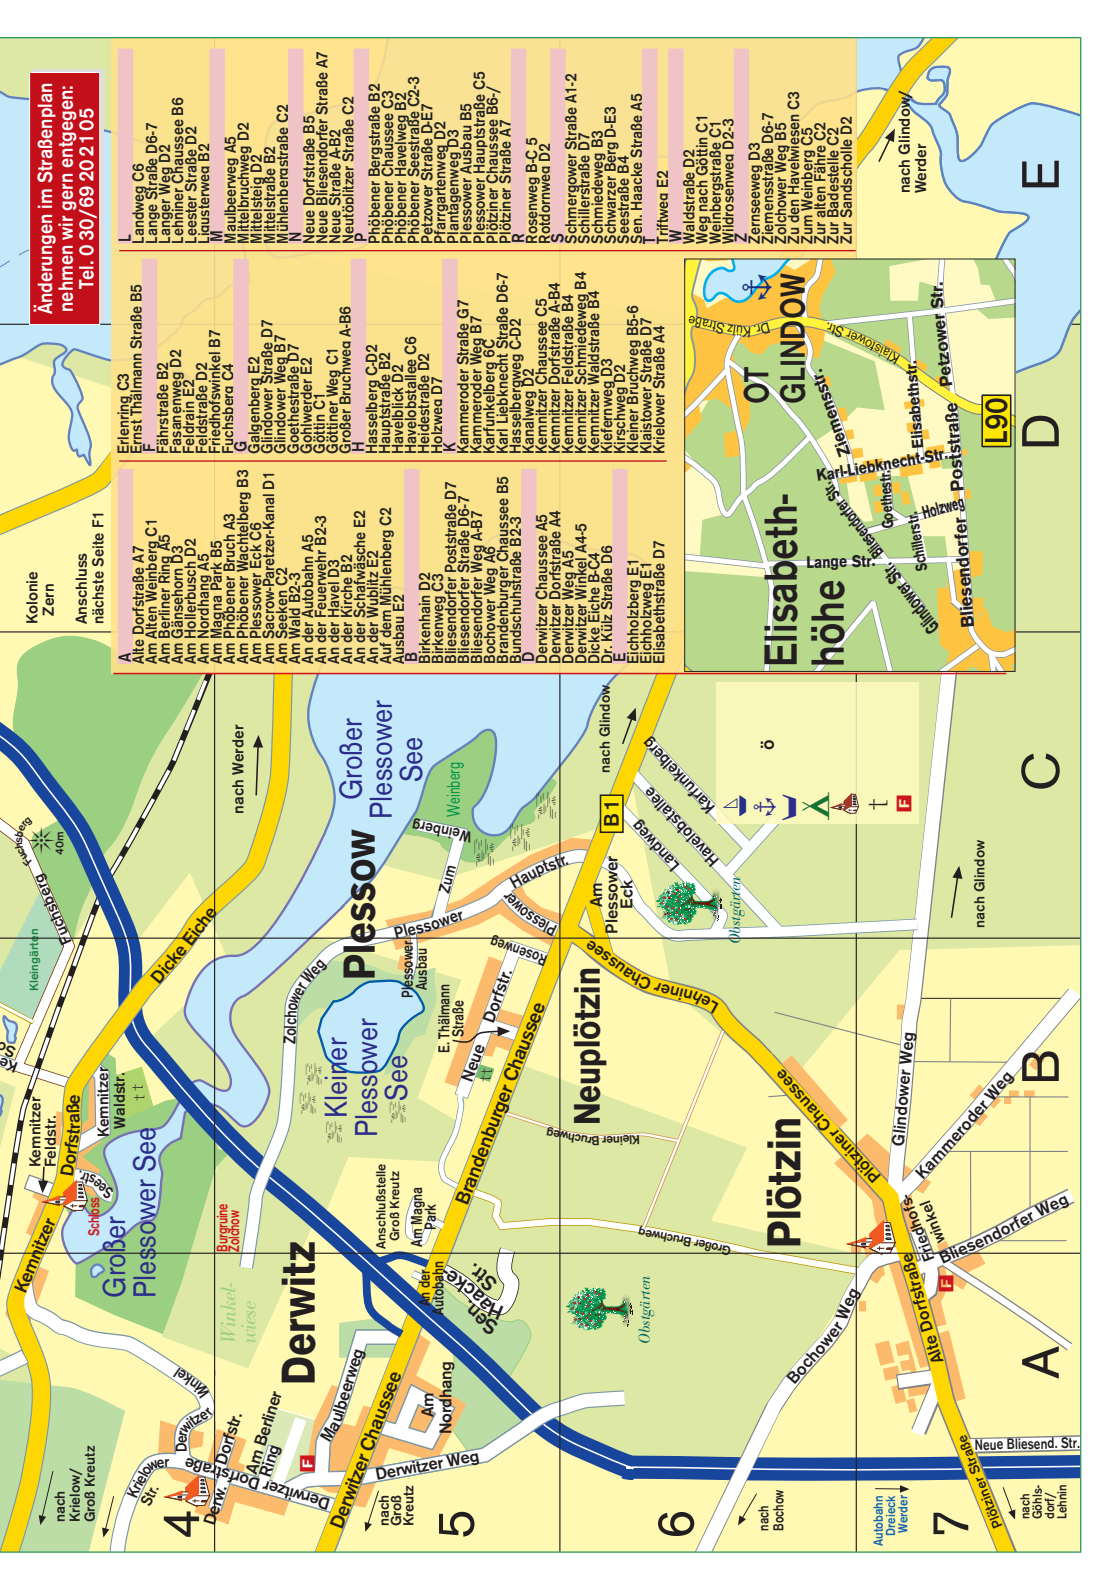 Änderungen im Straßenplan
nehmen wir gern entgegen:
Tel. 0 30/69 20 21 05
Kolonie
Zern
Anschluss
nächste Seite F1
A
Alte Dorfstraße A7
Am Alten Weinberg C1
Am Berliner Ring A5
Am Gänsehorn D3
Am Hollerbusch D2
Am Nordhang A5
Am Magna Park B5
Am Phöbener Bruch A3
Am Phöbener Wachtelberg B3
Am Plessower Eck C6
Am Sacrow-Paretzer-Kanal D1
Am Seeken C2
Am Wald B2-3
An der Autobahn A5
An der Feuerwehr B2-3
An der Havel D3
An der Kirche B2
An der Schafwäsche E2
An der Wublitz E2
Auf dem Mühlenberg C2
Ausbau E2
B
Birkenhain D2
Birkenweg C3
Bliesendorfer Poststraße D7
Bliesendorfer Straße D6-7
Bliesendorfer Weg A-B7
Bochower Weg A6
Brandenburger Chaussee B5
Bundschuhstraße B2-3
D
Derwitzer Chaussee A5
Derwitzer Dorfstraße A4
Derwitzer Weg A5
Derwitzer Winkel A4-5
Dicke Eiche B-C4
Dr. Külz Straße D6
E
Eichholzberg E1
Eichholzweg E1
Elisabethstraße D7
Erlenring C3
Ernst Thälmann Straße B5
F
Fährstraße B2
Fasanenweg D2
Feldrain E2
Feldstraße D2
Friedhofswinkel B7
Fuchsberg C4
G
Galgenberg E2
Glindower Straße D7
Glindower Weg B7
Goethestraße D7
Gohlwerder E2
Göttin C1
Göttner Weg C1
Großer Bruchweg A-B6
H
Hasselberg C-D2
Hauptstraße B2
Havelblick D2
Havelobstallee C6
Heidestraße D2
Holzweg D7
K
Kammeroder Straße G7
Kammeroder Weg B7
Karfunkelberg 6C
Karl Liebknecht Straße D6-7
Hasselbergweg C-D2
Kanalweg D2
Kemnitzer Chaussee C5
Kemnitzer Dorfstraße A-B4
Kemnitzer Feldstraße B4
Kemnitzer Schmiedeweg B4
Kemnitzer Waldstraße B4
Kiefernweg D3
Kirschweg D2
Kleiner Bruchweg B5-6
Klaistower Straße D7
Krielower Straße A4
L
Landweg C6
Lange Straße D6-7
Langer Weg D2
Lehniner Chaussee B6
Leester Straße D2
Ligusterweg B2
M
Maulbeerweg A5
Mittelbruchweg D2
Mittelsteig D2
Mittelstraße B2
Mühlenbergstraße C2
N
Neue Dorfstraße B5
Neue Bliesendorfer Straße A7
Neue Straße A-B2
Neutöblitzer Straße C2
P
Phöbener Bergstraße B2
Phöbener Chaussee C3
Phöbener Havelweg B2
Phöbener Seestraße C2-3
Petzower Straße D-E7
Pfarrgartenweg D2
Plantagenweg D3
Plessower Ausbau B5
Plessower Hauptstraße C5
Plötziner Chaussee B6-/
Plötziner Straße A7
R
Rosenweg B-C 5
Rotdornweg D2
S
Schmergower Straße A1-2
Schillerstraße D7
Schmiedeweg B3
Schwarzer Berg D-E3
Seestraße B4
Sen. Haacke Straße A5
T
Triftweg E2
W
Waldstraße D2
Weg nach Göttin C1
Weinbergstraße C1
Wildrosenweg D2-3
Z
Zernseeweg D3
Ziemensstraße D6-7
Zolchower Weg B5
Zu den Havelwiesen C3
Zum Weinberg C5
Zur alten Fähre C2
Zur Badestelle C2
Zur Sandscholle D2
nach Glindow/
Werder
Elisabeth-
höhe
OT
GLINDOW
Dr. Külz Straße
Klaistower Str.
Ziemensstr.
Elisabethstr.
Petzower Str.
Karl-Liebknecht-Str.
Poststraße
Bliesendorfer
Bliesendorfer Str.
Goethestr.
Schillerstr.
Holzweg
Lange Str.
Glindower Str.
L90
Fuchsberg
40m
Fuchsberg
Kleingärten
Dicke Eiche
nach Werder
Großer
Plessower
See
Weinberg
Zum
Weinberg
Plessow
Plessower
Hauptstr.
Plessower
Plessower
Ausbau
Rosenweg
Zolchower Weg
Kleiner
Plessower
See
E. Thälmann
Straße
Neue
Dorfstr.
Brandenburger Chaussee
Neuplötzin
B1
Am
Plessower
Eck
nach Glindow
Karfunkelberg
Havelobstallee
Landweg
Obstgärten
ö
F
nach Glindow
Lehniner Chaussee
Plötziner Chaussee
Glindower Weg
Kammeroder Weg
Bliesendorfer Weg
Friedhofs-
winkel
Plötzin
Kleiner Bruchweg
Großer Bruchweg
Kemnitzer
Feldstr.
Kemnitzer
Waldstr.
Kemnitzer
Dorfstraße
Seestr.
Schloss
Großer
Plessower See
Burgruine
Zolchow
Anschlußstelle
Groß Kreutz
Am Magna
Park
An der
Autobahn
Sen.
Haacke-
Str.
Winkel-
wiese
Derwitz
Derwitzer
Winkel
Krielower
Str.
Derw.
Dorfstr.
Derwitzer Dorfstraße
Am Berliner
Ring
Maulbeerweg
F
Am
Nordhang
Derwitzer Chaussee
Derwitzer Weg
nach
Krielow/
Groß Kreutz
nach
Groß
Kreutz
Obstgärten
Bochower Weg
nach
Bochow
Alte Dorfstraße
F
Neue Bliesend. Str.
Plötziner Straße
Autobahn
Dreieck
Werder
nach
Göhls-
dorf/
Lehnin
4
5
6
7
A
B
C
D
E